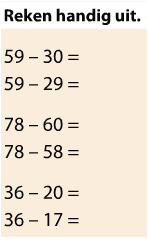 Reken handig uit.
59 – 30 =
59 – 29 =
78 – 60 =
78 – 58 =
36 – 20 =
36 – 17 =